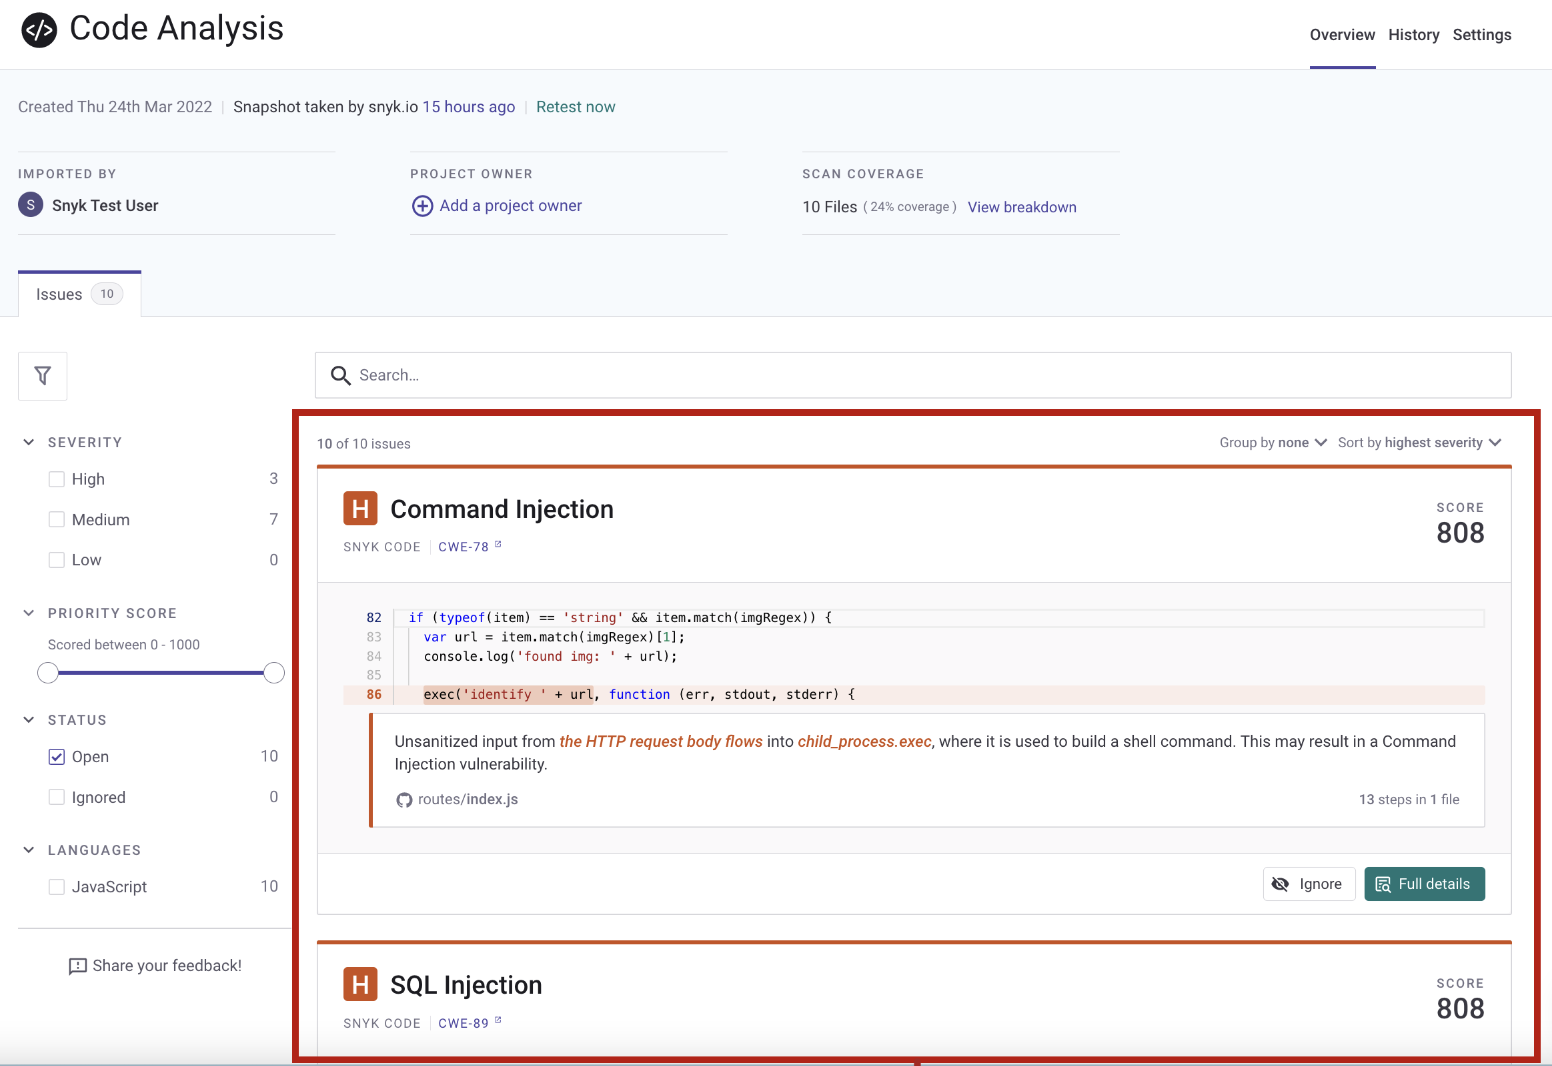 </> Code Analysis
Overview History Settings
Created Thu 24th Mar 2022 | Snapshot taken by snyk.io 15 hours ago | Retest now
IMPORTED BY
S Snyk Test User
PROJECT OWNER
Add a project owner
SCAN COVERAGE
10 Files ( 24% coverage ) View breakdown
Issues 10
Search...
SEVERITY
High 3
Medium 7
Low 0
PRIORITY SCORE
Scored between 0 - 1000
STATUS
Open 10
Ignored 0
LANGUAGES
JavaScript 10
Share your feedback!
10 of 10 issues
Group by none Sort by highest severity
H Command Injection
SNYK CODE | CWE-78
SCORE
808
82 if (typeof(item) == 'string' && item.match(imgRegex)) {
83 var url = item.match(imgRegex)[1];
84 console.log('found img: ' + url);
85
86 exec('identify ' + url, function (err, stdout, stderr) {
Unsanitized input from the HTTP request body flows into child_process.exec, where it is used to build a shell command. This may result in a Command
Injection vulnerability.
routes/index.js
13 steps in 1 file
Ignore
Full details
H SQL Injection
SNYK CODE | CWE-89
SCORE
808